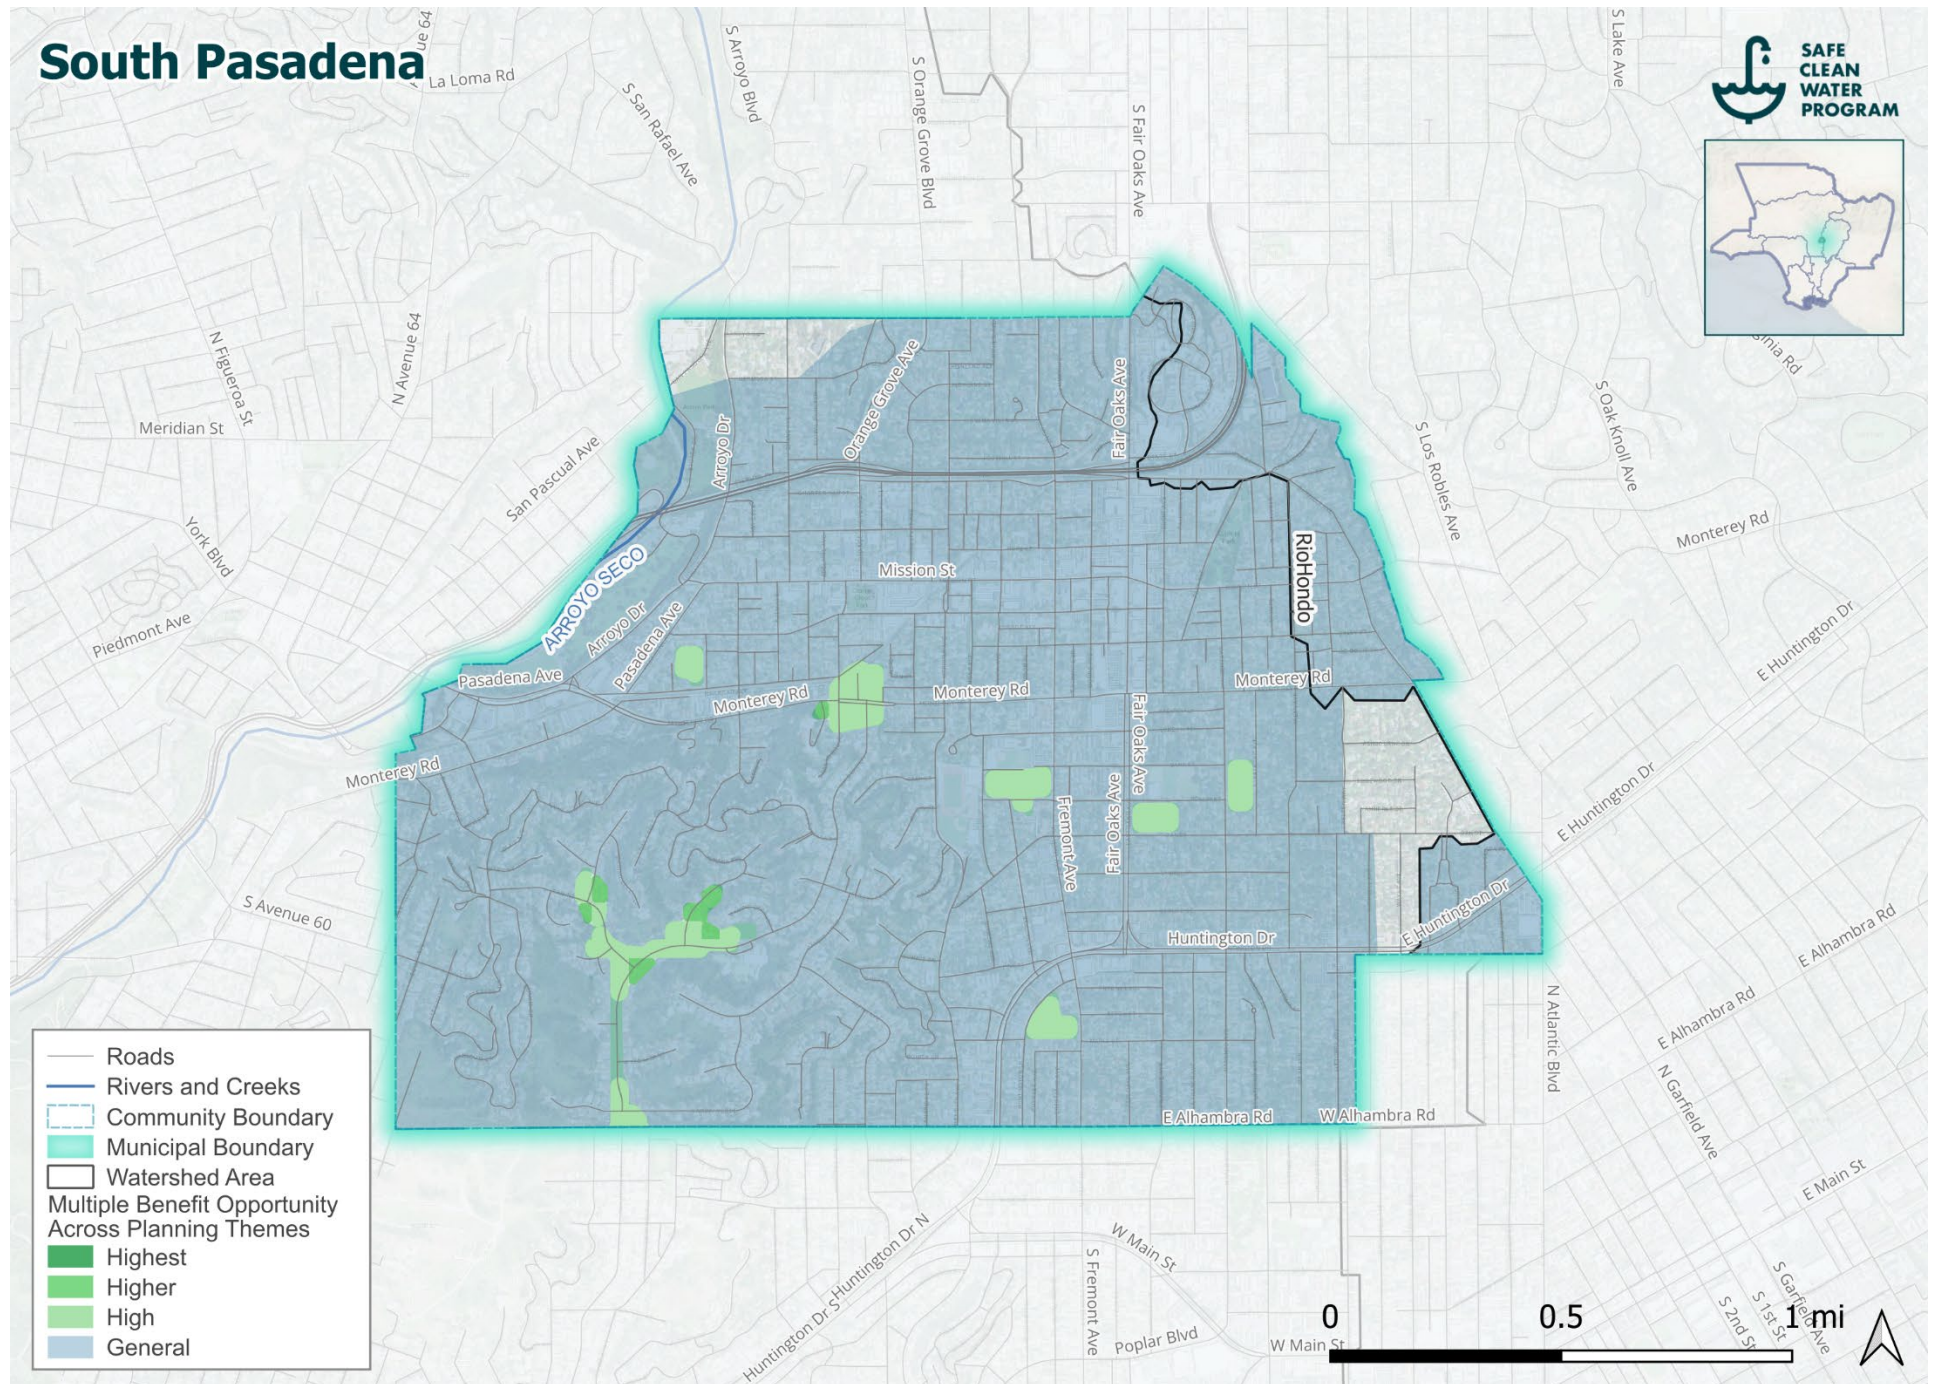 South Pasadena
SAFE
CLEAN
WATER
PROGRAM
La Loma Rd
S San Rafael Ave
S Arroyo Blvd
S Orange Grove Blvd
S Fair Oaks Ave
S Lake Ave
N Figueroa St
N Avenue 64
Meridian St
San Pascual Ave
York Blvd
Piedmont Ave
Arroyo Dr
Orange Grove Ave
Fair Oaks Ave
S Los Robles Ave
S Oak Knoll Ave
Monterey Rd
Mission St
RioHondo
ARROYO SECO
Arroyo Dr
Pasadena Ave
Pasadena Ave
Monterey Rd
Monterey Rd
Monterey Rd
E Huntington Dr
Monterey Rd
Fair Oaks Ave
Fair Oaks Ave
Fremont Ave
E Huntington Dr
S Avenue 60
Huntington Dr
E Huntington Dr
E Alhambra Rd
E Alhambra Rd
N Atlantic Blvd
N Garfield Ave
E Alhambra Rd
W Alhambra Rd
E Main St
Roads
Rivers and Creeks
Community Boundary
Municipal Boundary
Watershed Area
Multiple Benefit Opportunity
Across Planning Themes
Highest
Higher
High
General
Huntington Dr S
Huntington Dr N
S Fremont Ave
W Main St
Poplar Blvd
W Main St
S Garfield Ave
S 1st St
S 2nd St
0
0.5
1 mi